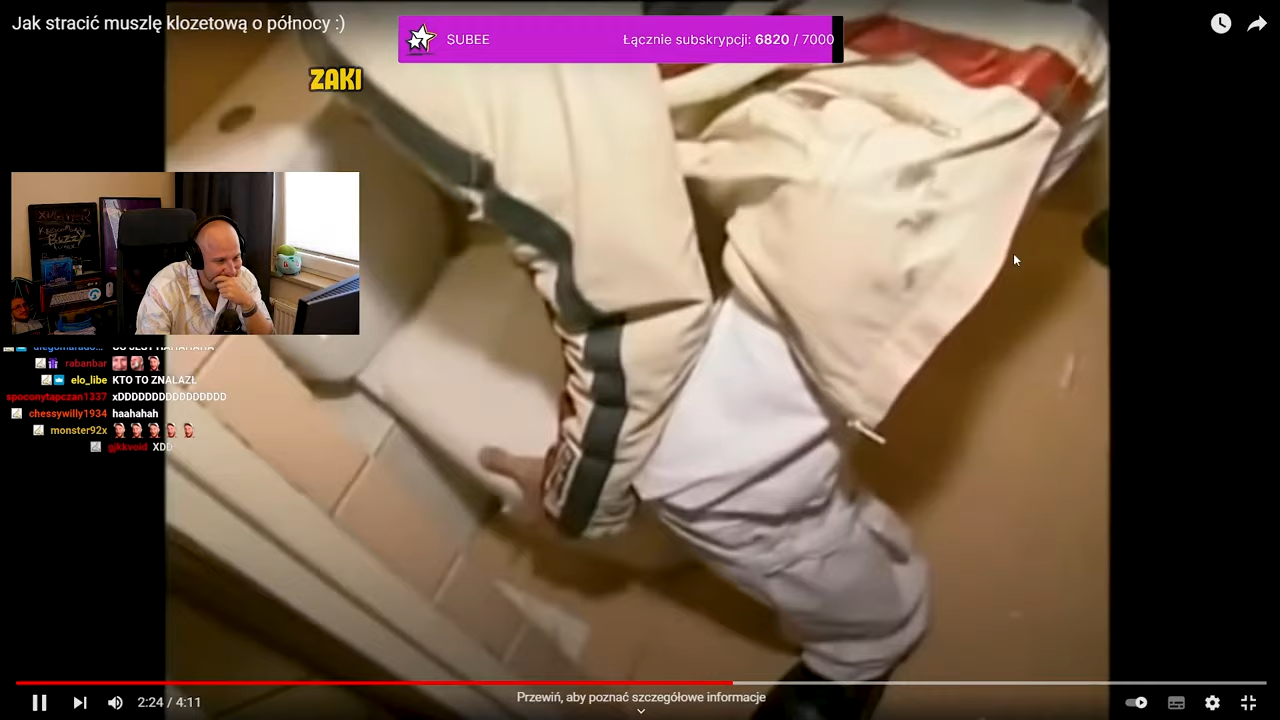 Jak stracić muszlę klozetową o północy :)
SUBEE
Łącznie subskrypcji: 6820 / 7000
ZAKI
rabanbar
elo_libe KTO TO ZNALAZŁ
spoconytapczan1337 xDDDDDDDDDDDDDDDD
chessywilly1934 haahahah
monster92x
gjkkvoid XDD
2:24 / 4:11
Przewiń, aby poznać szczegółowe informacje